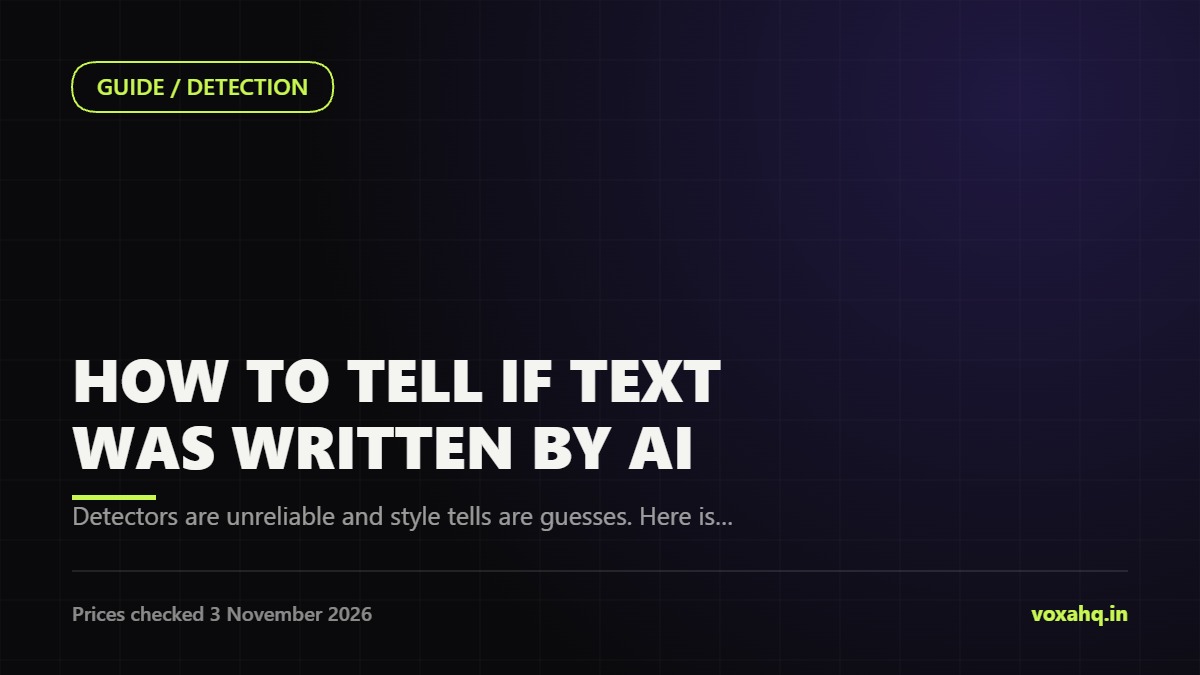 GUIDE / DETECTION
HOW TO TELL IF TEXT
WAS WRITTEN BY AI
Detectors are unreliable and style tells are guesses. Here is...
Prices checked 3 November 2026
voxahq.in